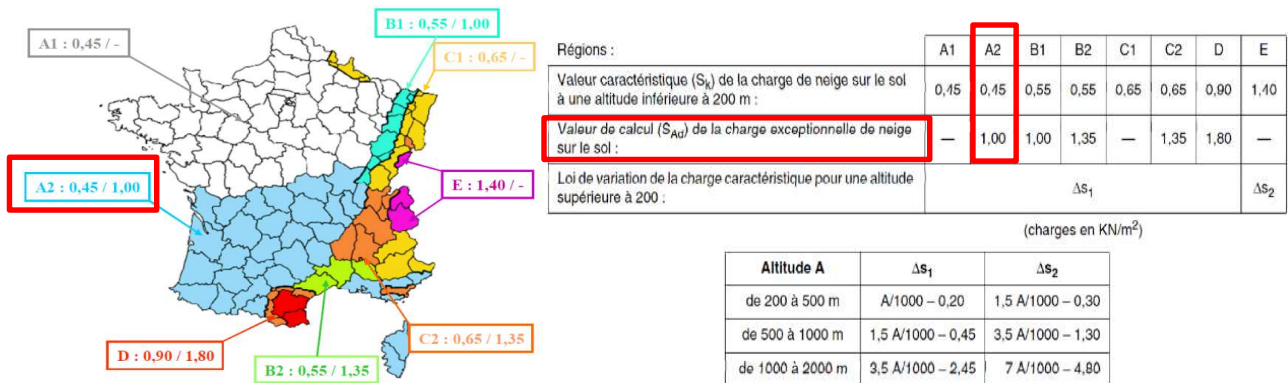 B1 : 0,55 / 1,00
A1 : 0,45 / -
C1 : 0,65 / -
A2 : 0,45 / 1,00
E : 1,40 / -
C2 : 0,65 / 1,35
D : 0,90 / 1,80
B2 : 0,55 / 1,35
Régions : A1 A2 B1 B2 C1 C2 D E
Valeur caractéristique (Sk) de la charge de neige sur le sol
à une altitude inférieure à 200 m : 0,45 0,45 0,55 0,55 0,65 0,65 0,90 1,40
Valeur de calcul (SAd) de la charge exceptionnelle de neige
sur le sol : — 1,00 1,00 1,35 — 1,35 1,80 —
Loi de variation de la charge caractéristique pour une altitude
supérieure à 200 : Δs1 Δs2
(charges en KN/m²)
Altitude A Δs1 Δs2
de 200 à 500 m A/1000 – 0,20 1,5 A/1000 – 0,30
de 500 à 1000 m 1,5 A/1000 – 0,45 3,5 A/1000 – 1,30
de 1000 à 2000 m 3,5 A/1000 – 2,45 7 A/1000 – 4,80